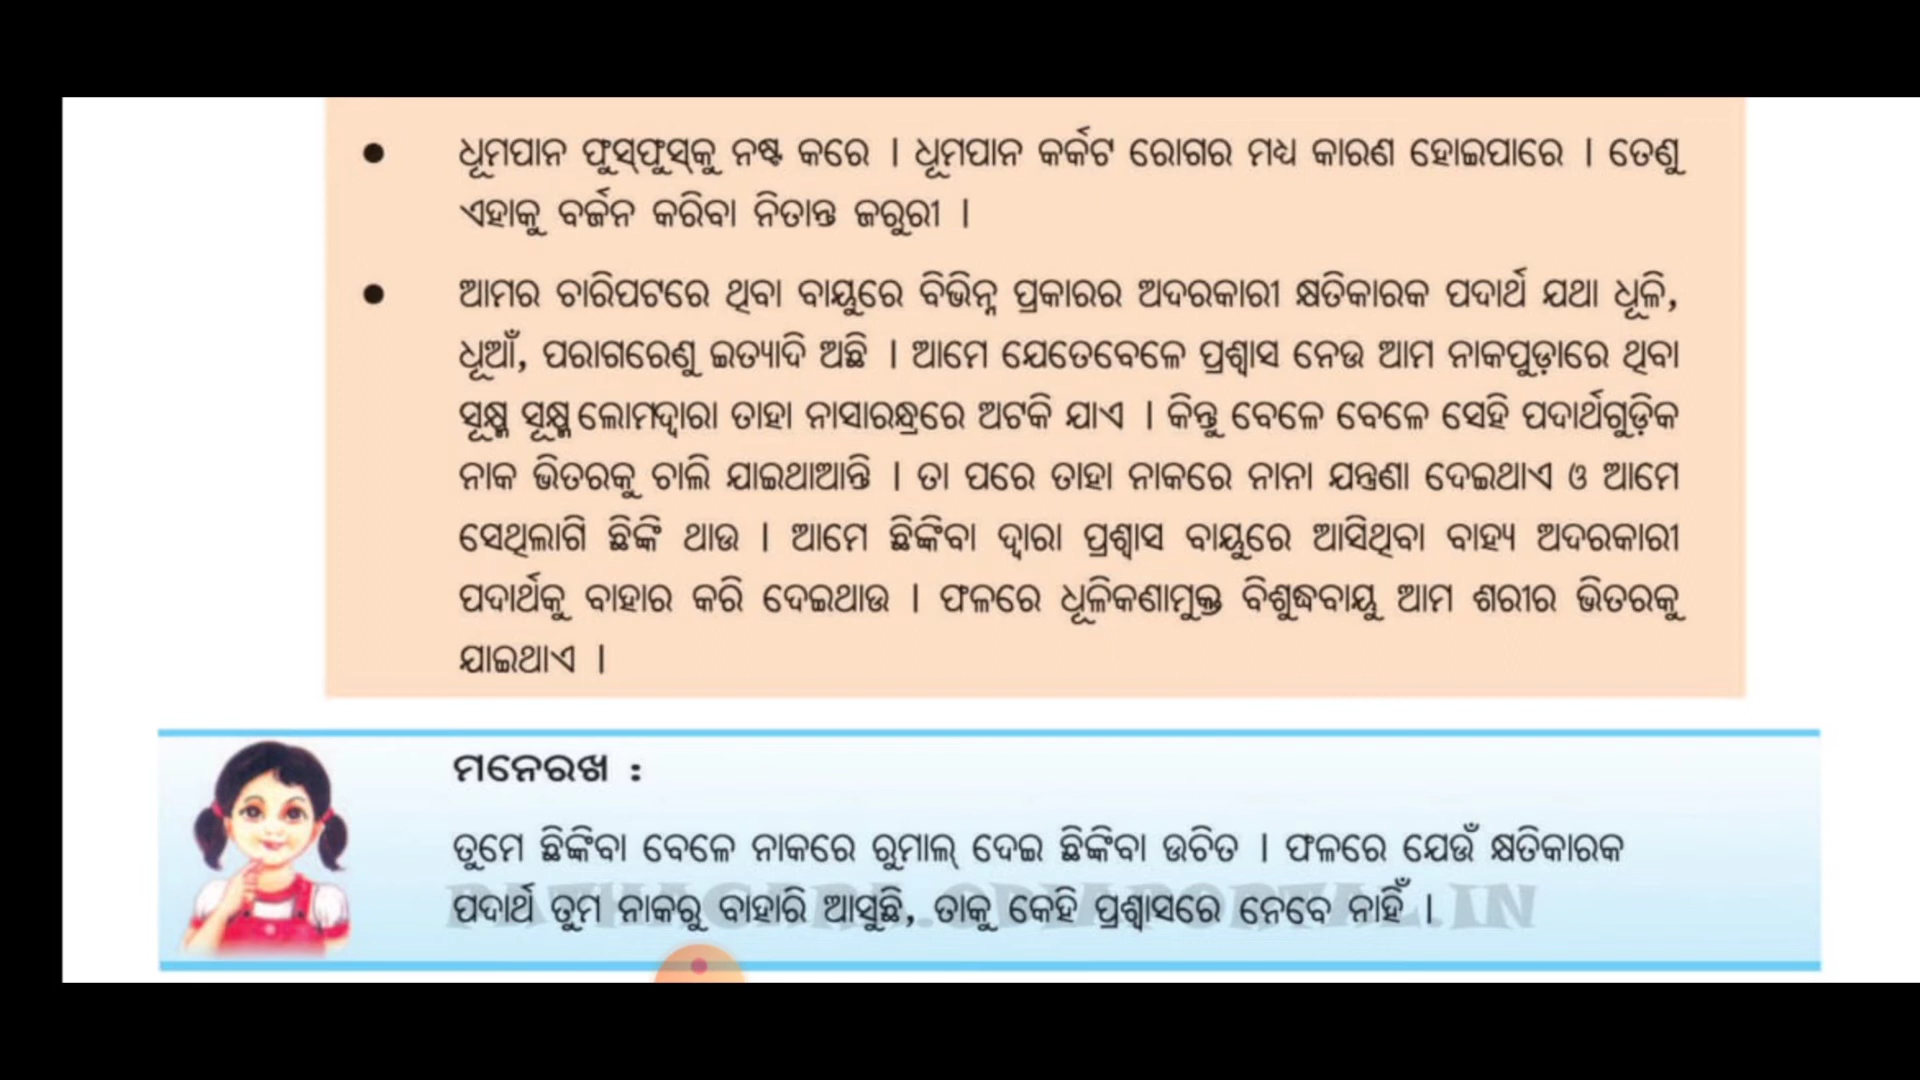 ● ଧୂମପାନ ଫୁସ୍‌ଫୁସ୍‌କୁ ନଷ୍ଟ କରେ । ଧୂମପାନ କର୍କଟ ରୋଗର ମଧ୍ୟ କାରଣ ହୋଇପାରେ । ତେଣୁ
ଏହାକୁ ବର୍ଜନ କରିବା ନିତାନ୍ତ ଜରୁରୀ ।
● ଆମର ଚାରିପଟରେ ଥିବା ବାୟୁରେ ବିଭିନ୍ନ ପ୍ରକାରର ଅଦରକାରୀ କ୍ଷତିକାରକ ପଦାର୍ଥ ଯଥା ଧୂଳି,
ଧୂଆଁ, ପରାଗରେଣୁ ଇତ୍ୟାଦି ଅଛି । ଆମେ ଯେତେବେଳେ ପ୍ରଶ୍ୱାସ ନେଉ ଆମ ନାକପୁଡ଼ାରେ ଥିବା
ସୂକ୍ଷ୍ମ ସୂକ୍ଷ୍ମ ଲୋମଦ୍ୱାରା ତାହା ନାସାରନ୍ଧ୍ରରେ ଅଟକି ଯାଏ । କିନ୍ତୁ ବେଳେ ବେଳେ ସେହି ପଦାର୍ଥଗୁଡ଼ିକ
ନାକ ଭିତରକୁ ଚାଲି ଯାଇଥାଆନ୍ତି । ତା ପରେ ତାହା ନାକରେ ନାନା ଯନ୍ତ୍ରଣା ଦେଇଥାଏ ଓ ଆମେ
ସେଥିଲାଗି ଛିଙ୍କି ଥାଉ । ଆମେ ଛିଙ୍କିବା ଦ୍ୱାରା ପ୍ରଶ୍ୱାସ ବାୟୁରେ ଆସିଥିବା ବାହ୍ୟ ଅଦରକାରୀ
ପଦାର୍ଥକୁ ବାହାର କରି ଦେଇଥାଉ । ଫଳରେ ଧୂଳିକଣାମୁକ୍ତ ବିଶୁଦ୍ଧବାୟୁ ଆମ ଶରୀର ଭିତରକୁ
ଯାଇଥାଏ ।
ମନେରଖ :
ତୁମେ ଛିଙ୍କିବା ବେଳେ ନାକରେ ରୁମାଲ୍ ଦେଇ ଛିଙ୍କିବା ଉଚିତ । ଫଳରେ ଯେଉଁ କ୍ଷତିକାରକ
ପଦାର୍ଥ ତୁମ ନାକରୁ ବାହାରି ଆସୁଛି, ତାକୁ କେହି ପ୍ରଶ୍ୱାସରେ ନେବେ ନାହିଁ ।